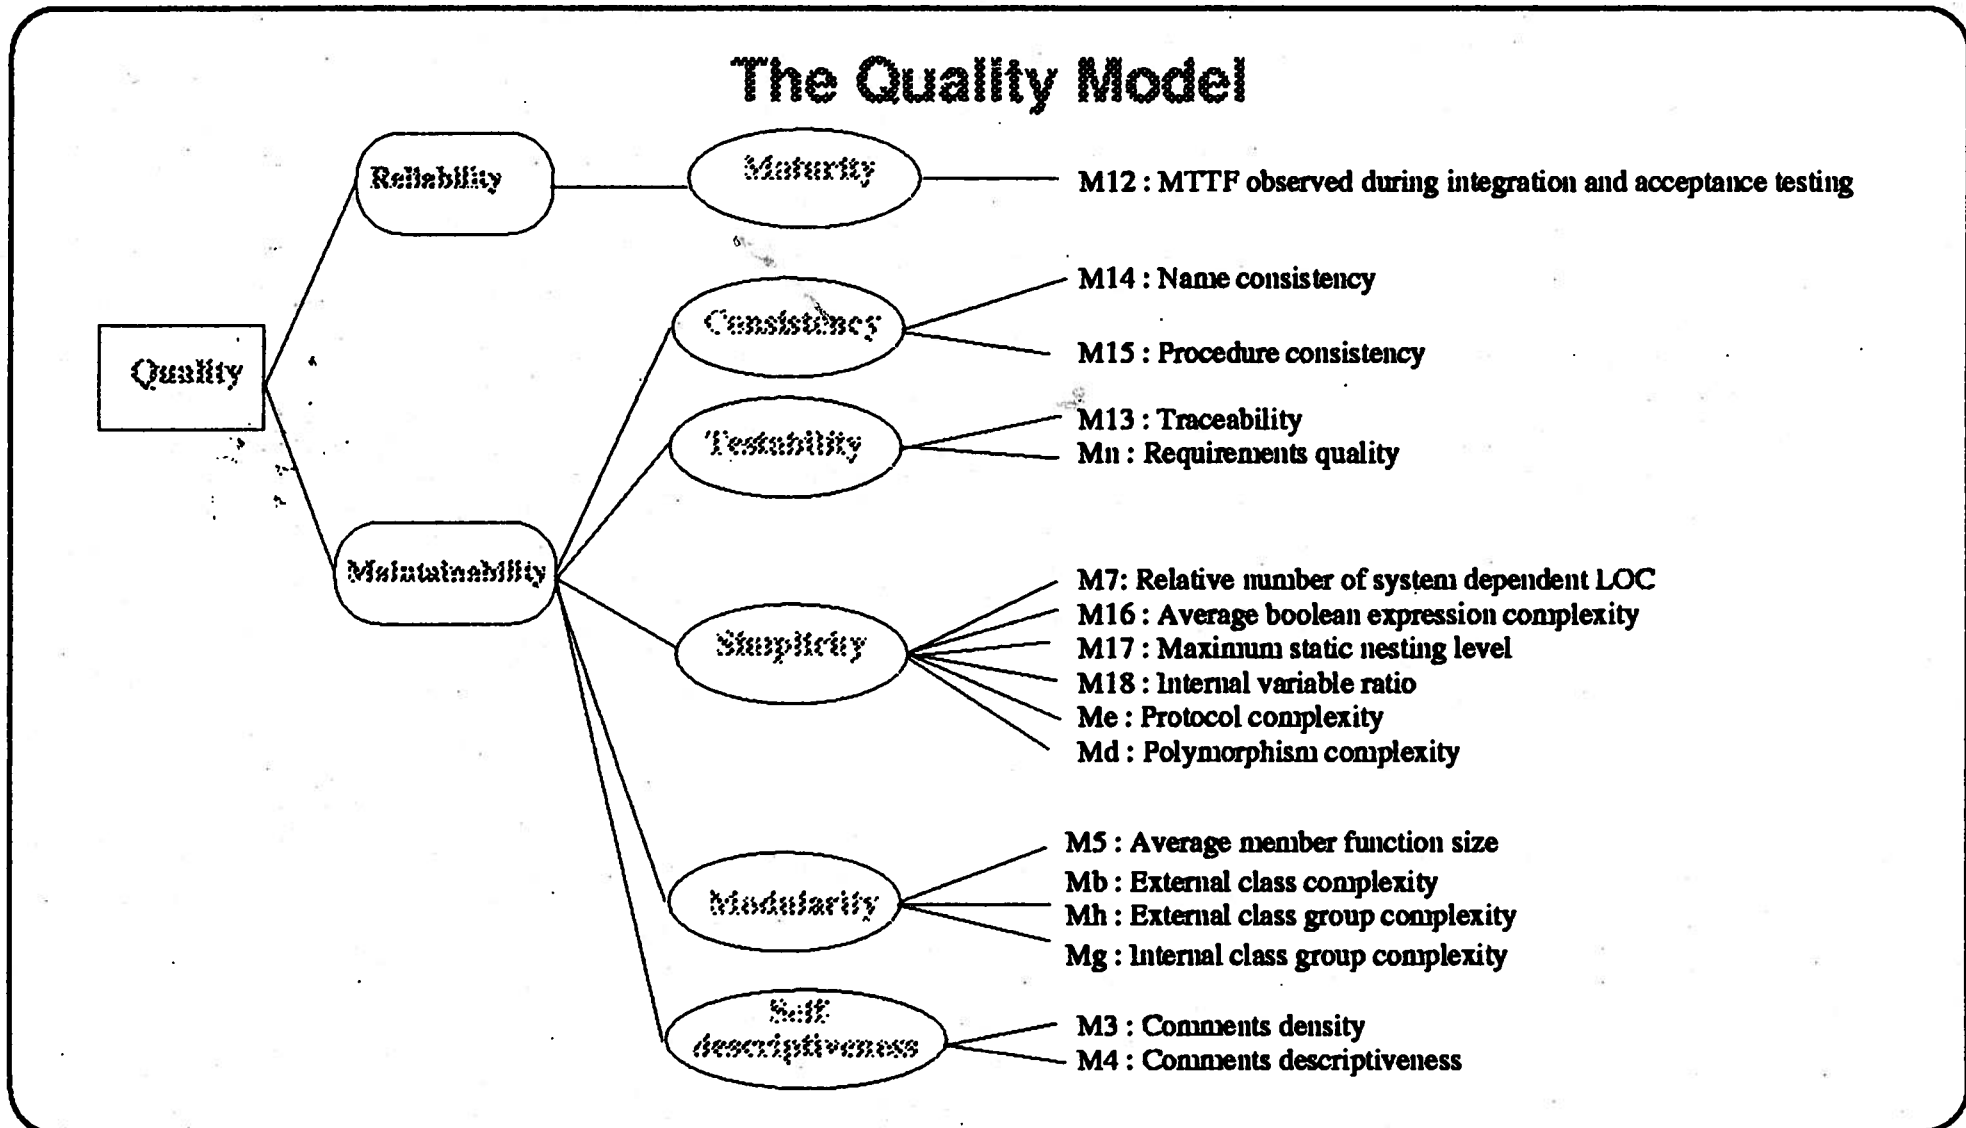 The Quality Model
Reliability
Maturity
M12 : MTTF observed during integration and acceptance testing
M14 : Name consistency
Consistency
M15 : Procedure consistency
Quality
M13 : Traceability
Testability
Mn : Requirements quality
Maintainability
M7: Relative number of system dependent LOC
M16 : Average boolean expression complexity
Simplicity
M17 : Maximum static nesting level
M18 : Internal variable ratio
Me : Protocol complexity
Md : Polymorphism complexity
M5 : Average member function size
Mb : External class complexity
Modularity
Mh : External class group complexity
Mg : Internal class group complexity
Self
descriptiveness
M3 : Comments density
M4 : Comments descriptiveness